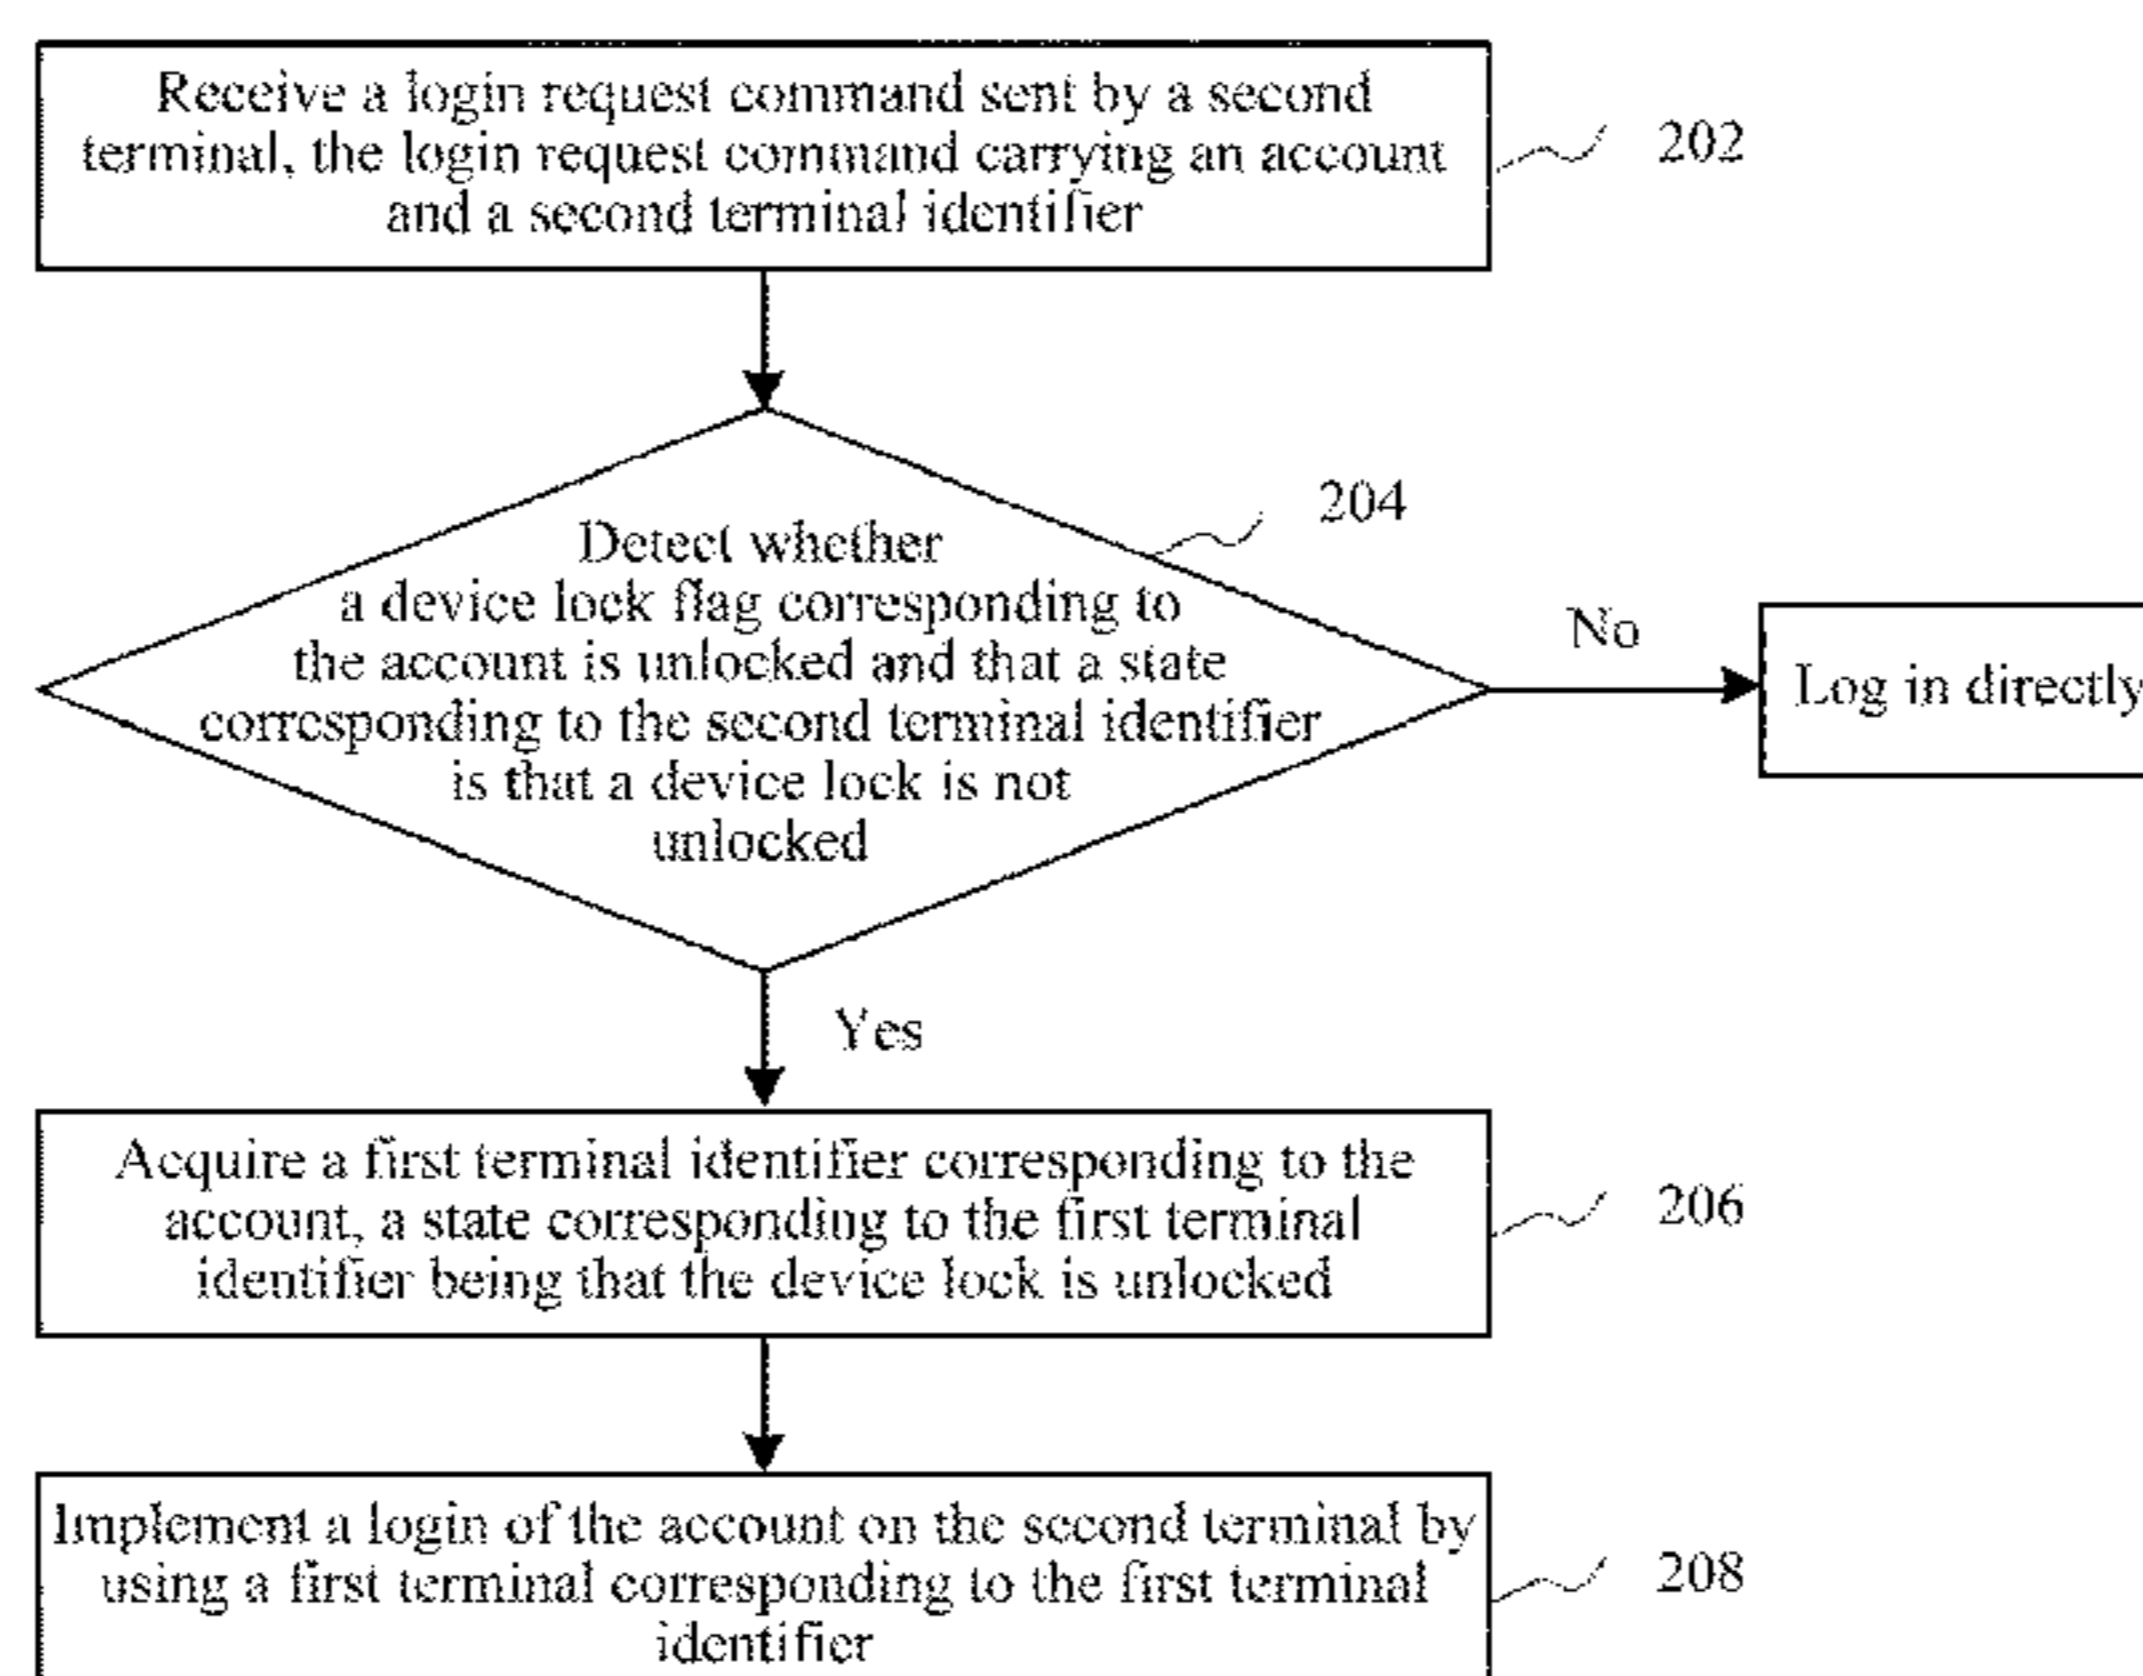 Receive a login request command sent by a second
terminal, the login request command carrying an account
and a second terminal identifier
202
204
Detect whether
a device lock flag corresponding to
the account is unlocked and that a state
corresponding to the second terminal identifier
is that a device lock is not
unlocked
No
Log in directly
Yes
Acquire a first terminal identifier corresponding to the
account, a state corresponding to the first terminal
identifier being that the device lock is unlocked
206
Implement a login of the account on the second terminal by
using a first terminal corresponding to the first terminal
identifier
208